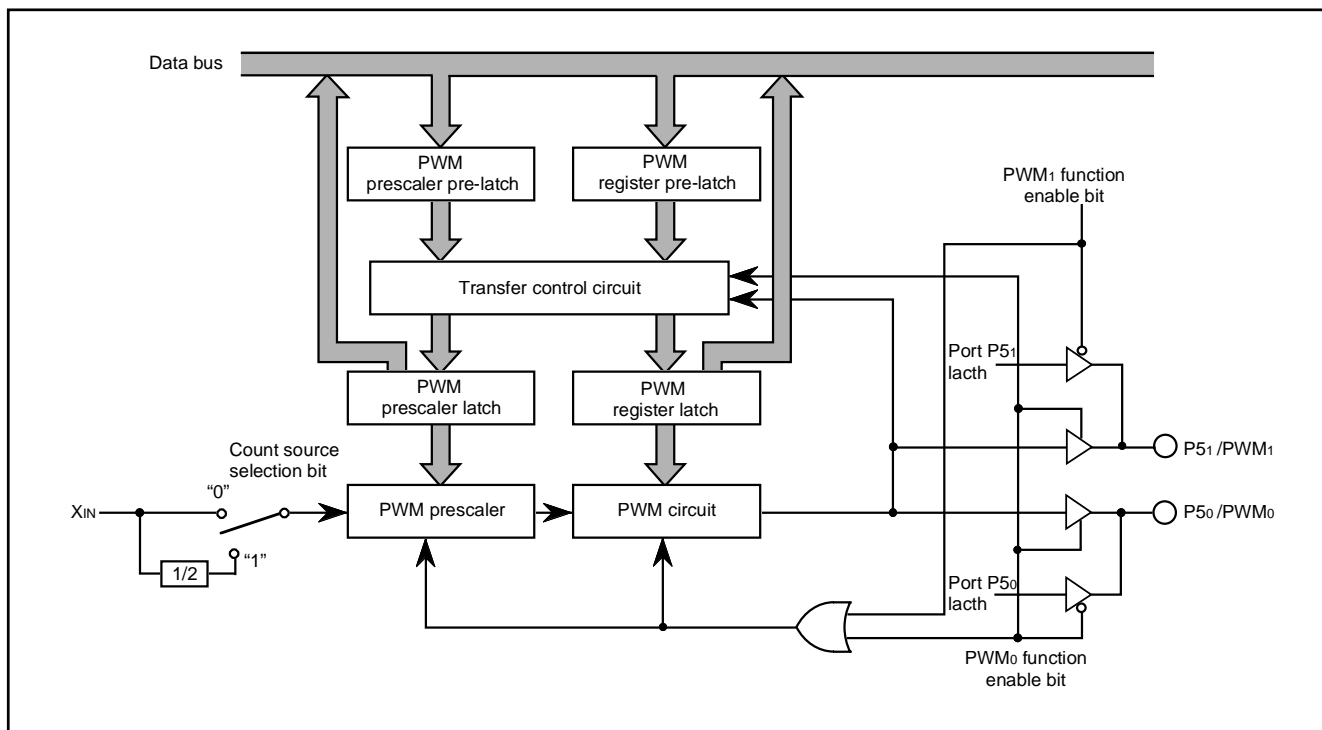 Data bus
PWM
prescaler pre-latch
PWM
register pre-latch
PWM1 function
enable bit
Transfer control circuit
Port P51
lacth
PWM
prescaler latch
PWM
register latch
Count source
selection bit
P51/PWM1
“0”
XIN
PWM prescaler
PWM circuit
P50/PWM0
“1”
1/2
Port P50
lacth
PWM0 function
enable bit